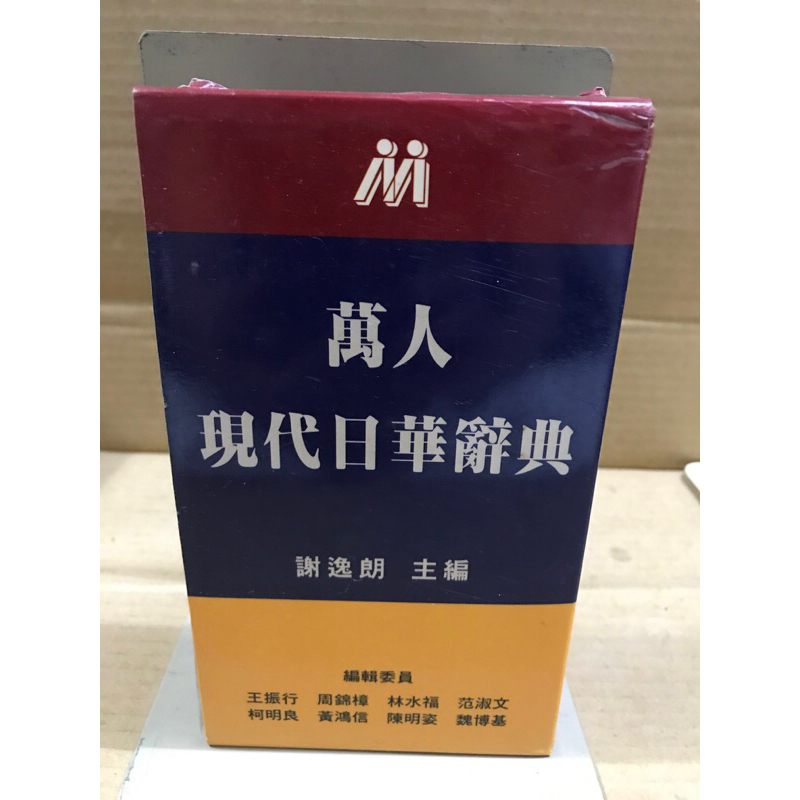 萬人
現代日華辭典
謝逸朗 主編
編輯委員
王振行 周錦樟 林水福 范淑文
柯明良 黃鴻信 陳明姿 魏博基